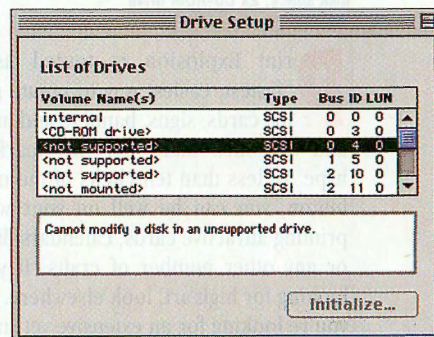 Drive Setup
List of Drives
Volume Name(s) Type Bus ID LUN
internal SCSI 0 0 0
<CD-ROM drive> SCSI 0 3 0
<not supported> SCSI 0 4 0
<not supported> SCSI 1 5 0
<not supported> SCSI 2 10 0
<not mounted> SCSI 2 11 0
Cannot modify a disk in an unsupported drive.
Initialize...